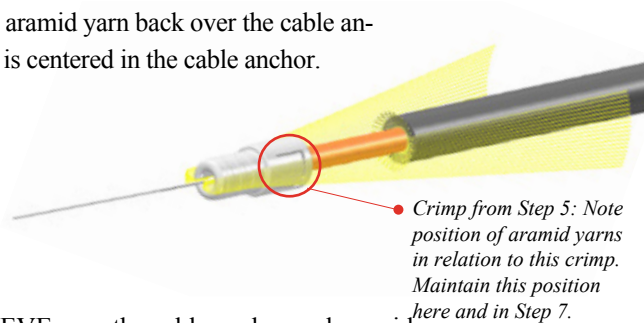 aramid yarn back over the cable an-
is centered in the cable anchor.
Crimp from Step 5: Note
position of aramid yarns
in relation to this crimp.
Maintain this position
here and in Step 7.